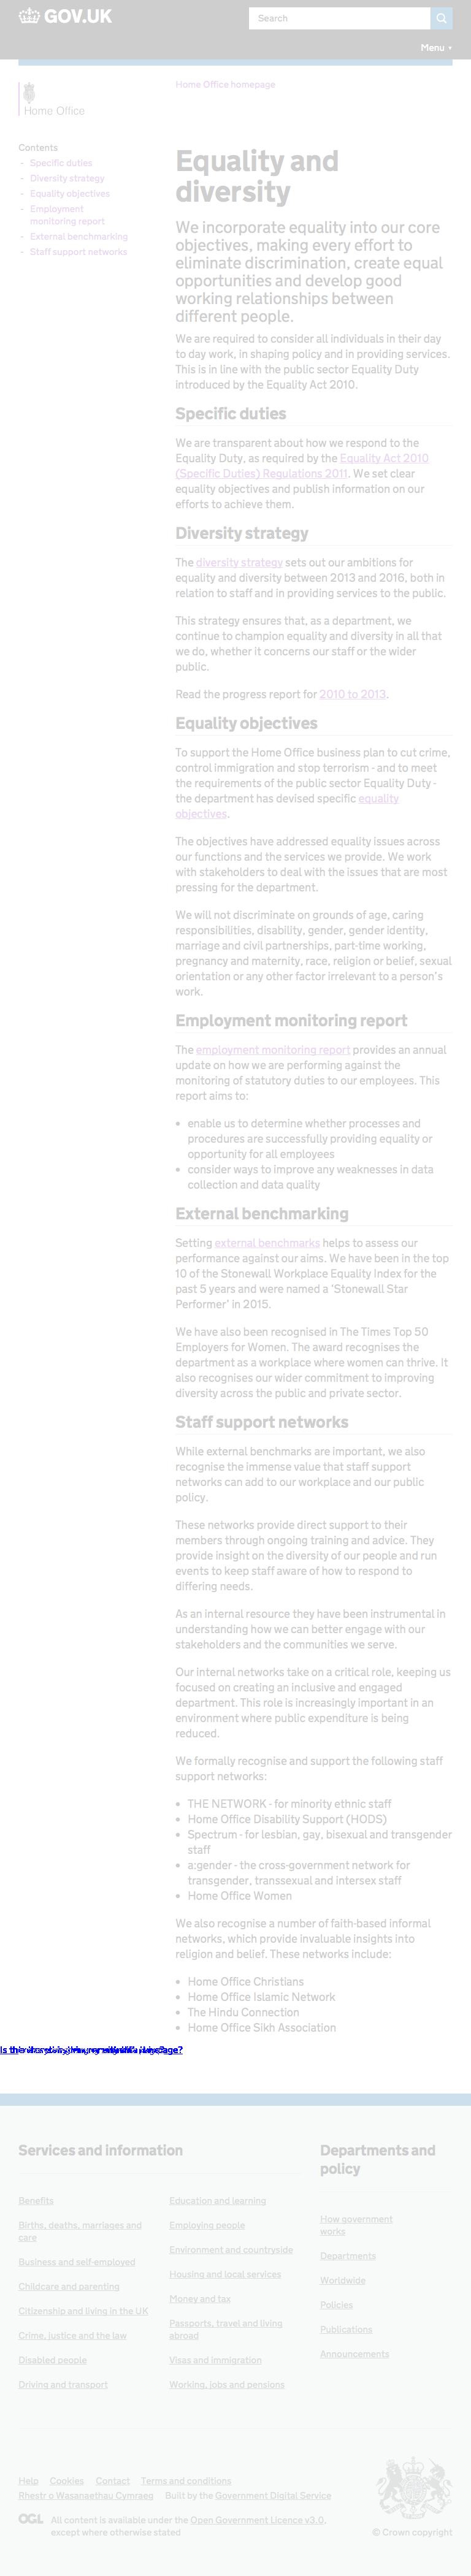 GOV.UK
Search
Menu
Home Office
Home Office homepage
Contents
- Specific duties
- Diversity strategy
- Equality objectives
- Employment
monitoring report
- External benchmarking
- Staff support networks
Equality and
diversity
We incorporate equality into our core
objectives, making every effort to
eliminate discrimination, create equal
opportunities and develop good
working relationships between
different people.
We are required to consider all individuals in their day
to day work, in shaping policy and in providing services.
This is in line with the public sector Equality Duty
introduced by the Equality Act 2010.
Specific duties
We are transparent about how we respond to the
Equality Duty, as required by the Equality Act 2010
(Specific Duties) Regulations 2011. We set clear
equality objectives and publish information on our
efforts to achieve them.
Diversity strategy
The diversity strategy sets out our ambitions for
equality and diversity between 2013 and 2016, both in
relation to staff and in providing services to the public.
This strategy ensures that, as a department, we
continue to champion equality and diversity in all that
we do, whether it concerns our staff or the wider
public.
Read the progress report for 2010 to 2013.
Equality objectives
To support the Home Office business plan to cut crime,
control immigration and stop terrorism - and to meet
the requirements of the public sector Equality Duty -
the department has devised specific equality
objectives.
The objectives have addressed equality issues across
our functions and the services we provide. We work
with stakeholders to deal with the issues that are most
pressing for the department.
We will not discriminate on grounds of age, caring
responsibilities, disability, gender, gender identity,
marriage and civil partnerships, part-time working,
pregnancy and maternity, race, religion or belief, sexual
orientation or any other factor irrelevant to a person's
work.
Employment monitoring report
The employment monitoring report provides an annual
update on how we are performing against the
monitoring of statutory duties to our employees. This
report aims to:
• enable us to determine whether processes and
procedures are successfully providing equality or
opportunity for all employees
• consider ways to improve any weaknesses in data
collection and data quality
External benchmarking
Setting external benchmarks helps to assess our
performance against our aims. We have been in the top
10 of the Stonewall Workplace Equality Index for the
past 5 years and were named a 'Stonewall Star
Performer' in 2015.
We have also been recognised in The Times Top 50
Employers for Women. The award recognises the
department as a workplace where women can thrive. It
also recognises our wider commitment to improving
diversity across the public and private sector.
Staff support networks
While external benchmarks are important, we also
recognise the immense value that staff support
networks can add to our workplace and our public
policy.
These networks provide direct support to their
members through ongoing training and advice. They
provide insight on the diversity of our people and run
events to keep staff aware of how to respond to
differing needs.
As an internal resource they have been instrumental in
understanding how we can better engage with our
stakeholders and the communities we serve.
Our internal networks take on a critical role, keeping us
focused on creating an inclusive and engaged
department. This role is increasingly important in an
environment where public expenditure is being
reduced.
We formally recognise and support the following staff
support networks:
• THE NETWORK - for minority ethnic staff
• Home Office Disability Support (HODS)
• Spectrum - for lesbian, gay, bisexual and transgender
staff
• a:gender - the cross-government network for
transgender, transsexual and intersex staff
• Home Office Women
We also recognise a number of faith-based informal
networks, which provide invaluable insights into
religion and belief. These networks include:
• Home Office Christians
• Home Office Islamic Network
• The Hindu Connection
• Home Office Sikh Association
Services and information
Benefits
Births, deaths, marriages and
care
Business and self-employed
Childcare and parenting
Citizenship and living in the UK
Crime, justice and the law
Disabled people
Driving and transport
Education and learning
Employing people
Environment and countryside
Housing and local services
Money and tax
Passports, travel and living
abroad
Visas and immigration
Working, jobs and pensions
Departments and
policy
How government
works
Departments
Worldwide
Policies
Publications
Announcements
Help Cookies Contact Terms and conditions
Rhestr o Wasanaethau Cymraeg Built by the Government Digital Service
OGL All content is available under the Open Government Licence v3.0,
except where otherwise stated
© Crown copyright